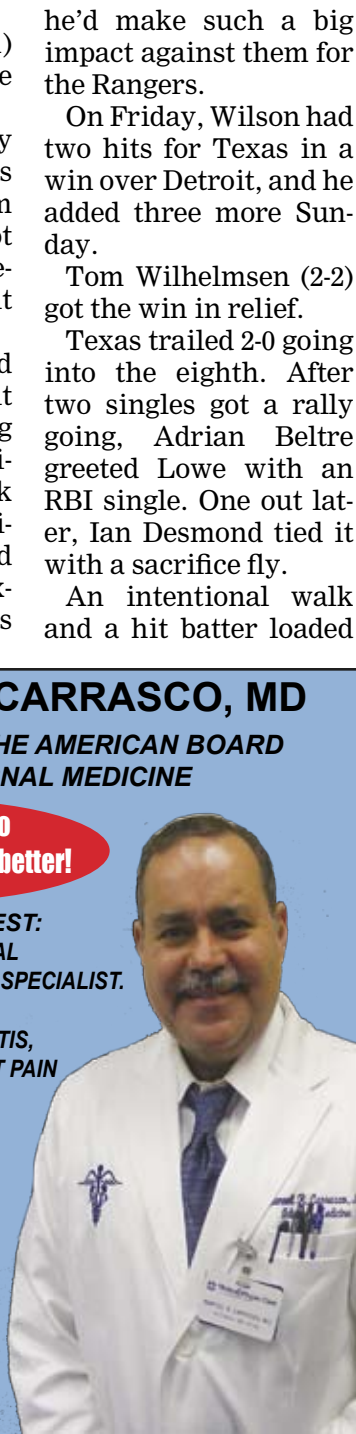 )
e
y
s
n
ot
e-
t
d
t
g
i-
k
i-
d
x-
s
he’d make such a big
impact against them for
the Rangers.
On Friday, Wilson had
two hits for Texas in a
win over Detroit, and he
added three more Sun-
day.
Tom Wilhelmsen (2-2)
got the win in relief.
Texas trailed 2-0 going
into the eighth. After
two singles got a rally
going, Adrian Beltre
greeted Lowe with an
RBI single. One out lat-
er, Ian Desmond tied it
with a sacrifice fly.
An intentional walk
and a hit batter loaded
CARRASCO, MD
HE AMERICAN BOARD
NAL MEDICINE
o
better!
EST:
AL
SPECIALIST.
TIS,
T PAIN